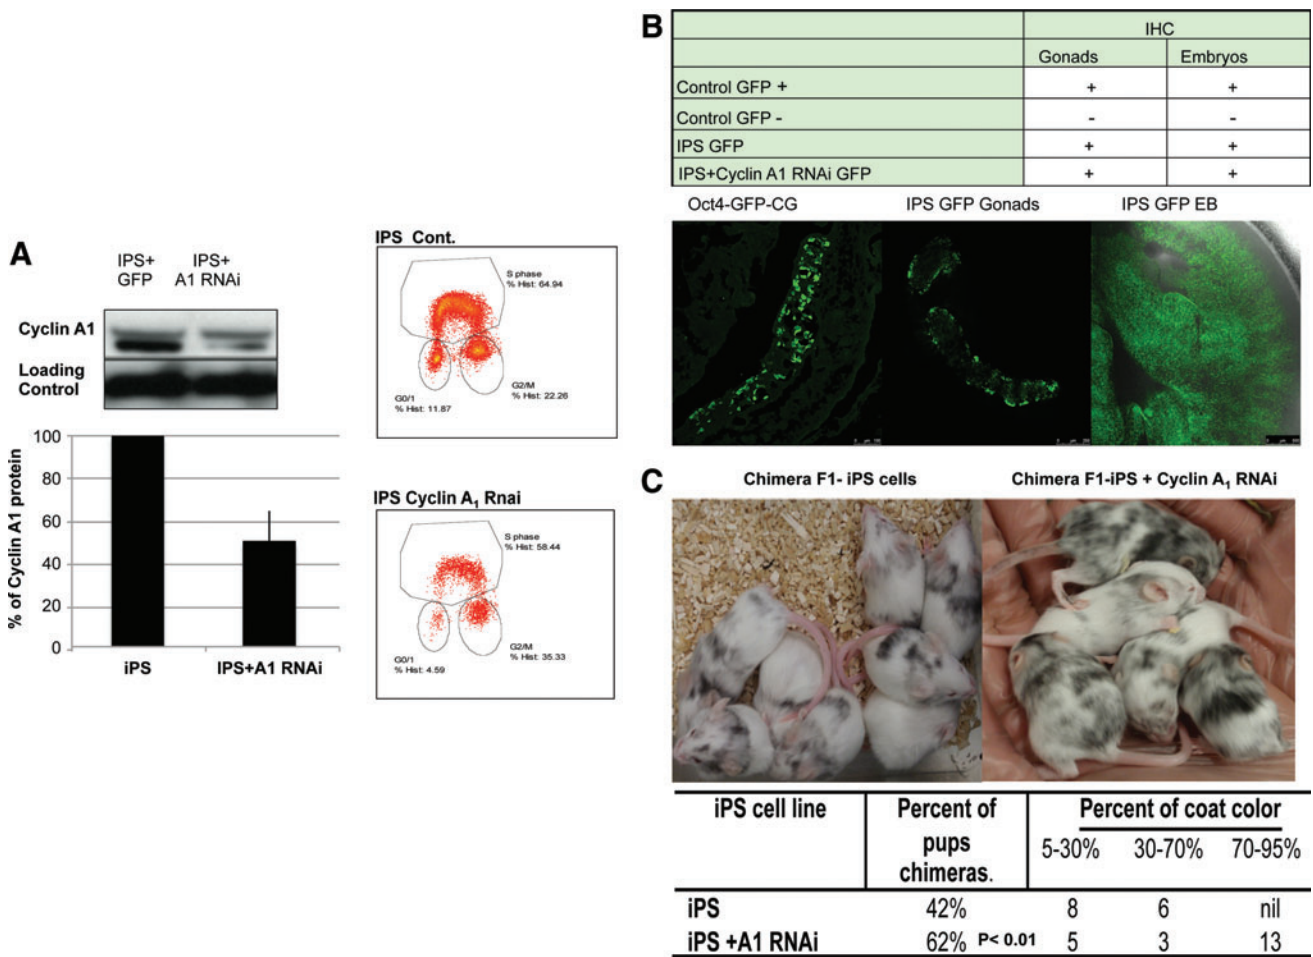 A
IPS+ IPS+
GFP A1 RNAi
Cyclin A1
Loading
Control
% of Cyclin A1 protein
100
80
60
40
20
0
iPS IPS+A1 RNAi
IPS Cont.
S phase
% Hist: 64.94
G2/M
% Hist: 22.26
G0/1
% Hist: 11.87
IPS Cyclin A₁ Rnai
S phase
% Hist: 58.44
G2/M
% Hist: 35.33
G0/1
% Hist: 4.59
B
IHC
Gonads Embryos
Control GFP + + +
Control GFP - - -
IPS GFP + +
IPS+Cyclin A1 RNAi GFP + +
Oct4-GFP-CG IPS GFP Gonads IPS GFP EB
C
Chimera F1- iPS cells Chimera F1-iPS + Cyclin A₁ RNAi
iPS cell line Percent of Percent of coat color
pups 5-30% 30-70% 70-95%
chimeras.
iPS 42% 8 6 nil
iPS +A1 RNAi 62% P< 0.01 5 3 13